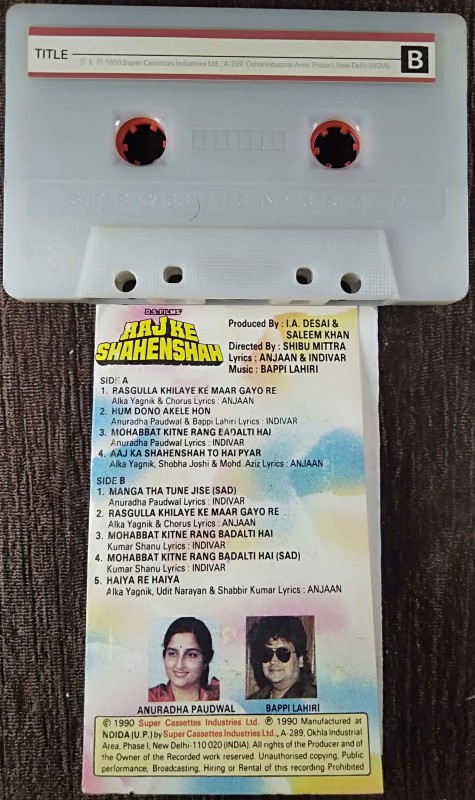 TITLE
© & ℗ 1990 Super Cassettes Industries Ltd., A-299, Okhla Industrial Area, Phase I, New Delhi (INDIA)
B
SUPER CASSETTES INDUSTRIES LTD
D.S. FILMS'
AAJ KE
SHAHENSHAH
Produced By : I.A. DESAI &
SALEEM KHAN
Directed By : SHIBU MITTRA
Lyrics : ANJAAN & INDIVAR
Music : BAPPI LAHIRI
SIDE A
1. RASGULLA KHILAYE KE MAAR GAYO RE
Alka Yagnik & Chorus Lyrics : ANJAAN
2. HUM DONO AKELE HON
Anuradha Paudwal & Bappi Lahiri Lyrics : INDIVAR
3. MOHABBAT KITNE RANG BADALTI HAI
Anuradha Paudwal Lyrics : INDIVAR
4. AAJ KA SHAHENSHAH TO HAI PYAR
Alka Yagnik, Shobha Joshi & Mohd. Aziz Lyrics : ANJAAN
SIDE B
1. MANGA THA TUNE JISE (SAD)
Anuradha Paudwal Lyrics : INDIVAR
2. RASGULLA KHILAYE KE MAAR GAYO RE
Alka Yagnik & Chorus Lyrics : ANJAAN
3. MOHABBAT KITNE RANG BADALTI HAI
Kumar Shanu Lyrics : INDIVAR
4. MOHABBAT KITNE RANG BADALTI HAI (SAD)
Kumar Shanu Lyrics : INDIVAR
5. HAIYA RE HAIYA
Alka Yagnik, Udit Narayan & Shabbir Kumar Lyrics : ANJAAN
ANURADHA PAUDWAL
BAPPI LAHIRI
© 1990 Super Cassettes Industries Ltd. ℗ 1990 Manufactured at
NOIDA (U.P.) by Super Cassettes Industries Ltd., A-289, Okhla Industrial
Area, Phase I, New Delhi-110 020 (INDIA). All rights of the Producer and of
the Owner of the Recorded work reserved. Unauthorised copying, Public
performance, Broadcasting, Hiring or Rental of this recording Prohibited